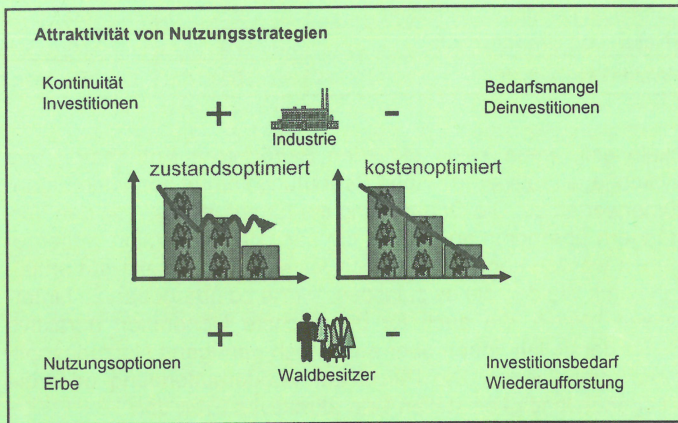 Attraktivität von Nutzungsstrategien
Kontinuität
Investitionen
+
-
Bedarfsmangel
Deinvestitionen
Industrie
zustandsoptimiert
kostenoptimiert
+
-
Nutzungsoptionen
Erbe
Waldbesitzer
Investitionsbedarf
Wiederaufforstung